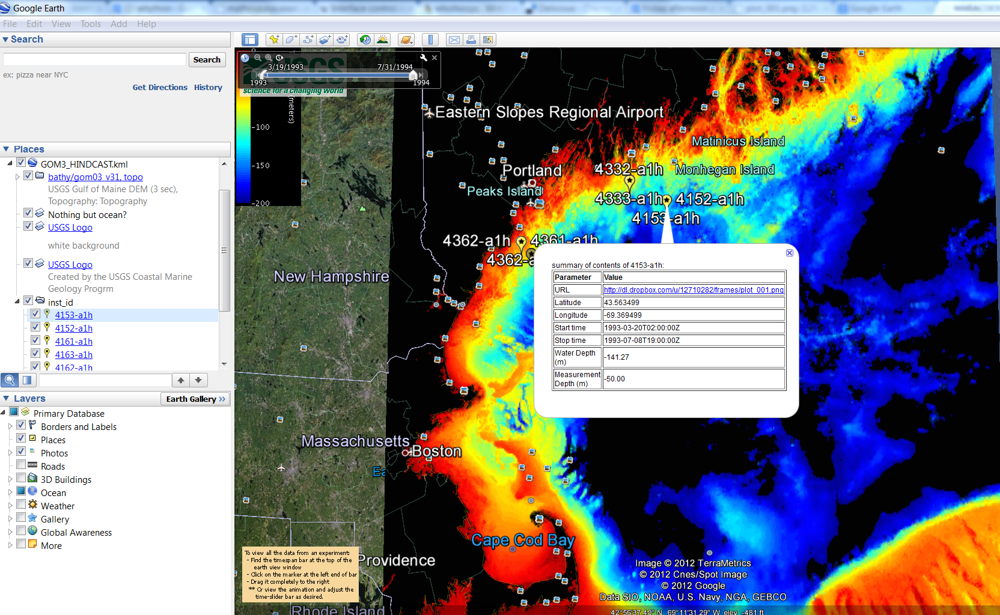 Google Earth
File Edit View Tools Add Help
Search
Search
ex: pizza near NYC
Get Directions History
Places
GOM3_HINDCAST.kml
bathy/gom03_v31, topo
USGS Gulf of Maine DEM (3 sec),
Topography: Topography
Nothing but ocean?
USGS Logo
white background
USGS Logo
Created by the USGS Coastal Marine
Geology Progrm
inst_id
4153-a1h
4152-a1h
4161-a1h
4163-a1h
4162-a1h
Layers
Earth Gallery >>
Primary Database
Borders and Labels
Places
Photos
Roads
3D Buildings
Ocean
Weather
Gallery
Global Awareness
More
3/19/1993 7/31/1994
1993 1994
USGS
science for a changing world
(meters)
-100
-150
-200
Eastern Slopes Regional Airport
Matinicus Island
4332-a1h Monhegan Island
Portland
Peaks Island
4333-a1h 4152-a1h
4153-a1h
4362-a1h 4361-a1h
4362-a
New Hampshire
summary of contents of 4153-a1h:
Parameter Value
URL http://dl.dropbox.com/u/12710282/frames/plot_001.png
Latitude 43.563499
Longitude -69.369499
Start time 1993-03-20T02:00:00Z
Stop time 1993-07-08T19:00:00Z
Water Depth
(m) -141.27
Measurement
Depth (m) -50.00
Massachusetts
Boston
Ea
Cape Cod Bay
Providence
Rhode Island
To view all the data from an experiment:
- Find the timespan bar at the top of the
earth view window
- Click on the marker at the left end of bar
- Drag it completely to the right
** Or view the animation and adjust the
time-slider bar as desired.
Image © 2012 TerraMetrics
© 2012 Cnes/Spot Image
© 2012 Google
Data SIO, NOAA, U.S. Navy, NGA, GEBCO
42°56'37.40" N 69°11'31.29" W elev -481 ft